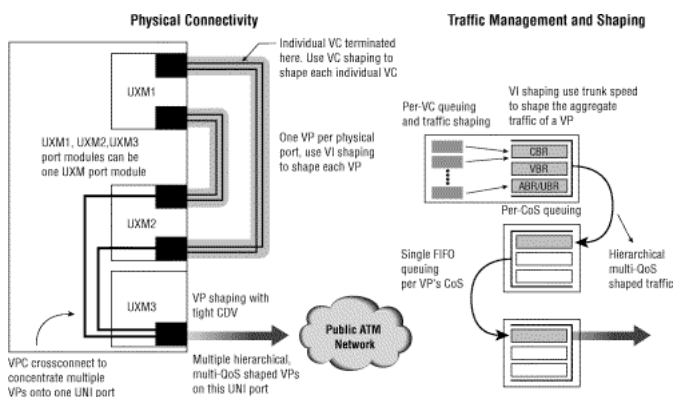 Physical Connectivity
Traffic Management and Shaping
Individual VC terminated
here. Use VC shaping to
shape each individual VC
UXM1
UXM1, UXM2,UXM3
port modules can be
one UXM port module
One VP per physical
port, use VI shaping
to shape each VP
UXM2
UXM3
VP shaping with
tight CDV
Public ATM
Network
VPC crossconnect to
concentrate multiple
VPs onto one UNI port
Multiple hierarchical,
multi-QoS shaped VPs
on this UNI port
Per-VC queuing
and traffic shaping
VI shaping use trunk speed
to shape the aggregate
traffic of a VP
CBR
VBR
ABR/UBR
Per-CoS queuing
Single FIFO
queuing
per VP's CoS
Hierarchical
multi-QoS
shaped traffic